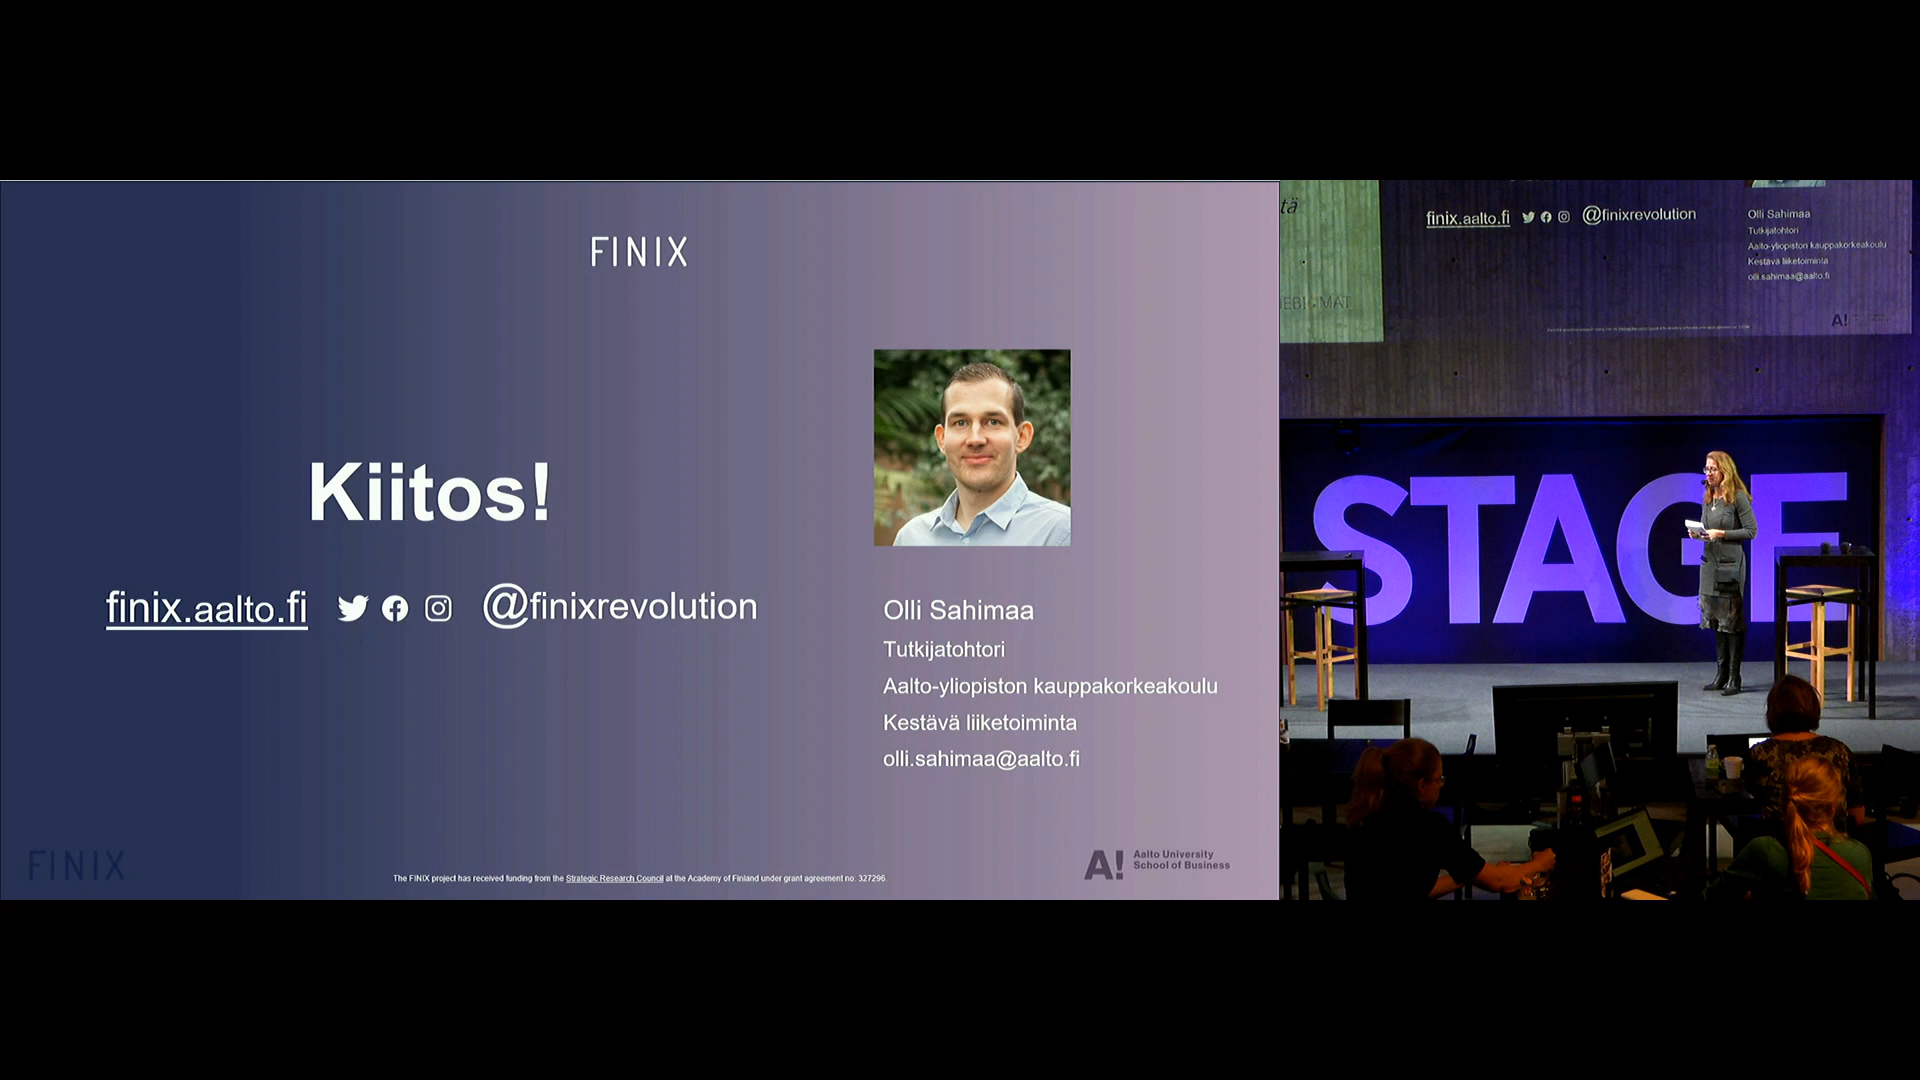 FINIX
Kiitos!
finix.aalto.fi @finixrevolution
Olli Sahimaa
Tutkijatohtori
Aalto-yliopiston kauppakorkeakoulu
Kestävä liiketoiminta
olli.sahimaa@aalto.fi
FINIX
The FINIX project has received funding from the Strategic Research Council at the Academy of Finland under grant agreement no. 327296.
A! Aalto University
School of Business
tä
finix.aalto.fi @finixrevolution
Olli Sahimaa
Tutkijatohtori
Aalto-yliopiston kauppakorkeakoulu
Kestävä liiketoiminta
olli.sahimaa@aalto.fi
A!
STAGE